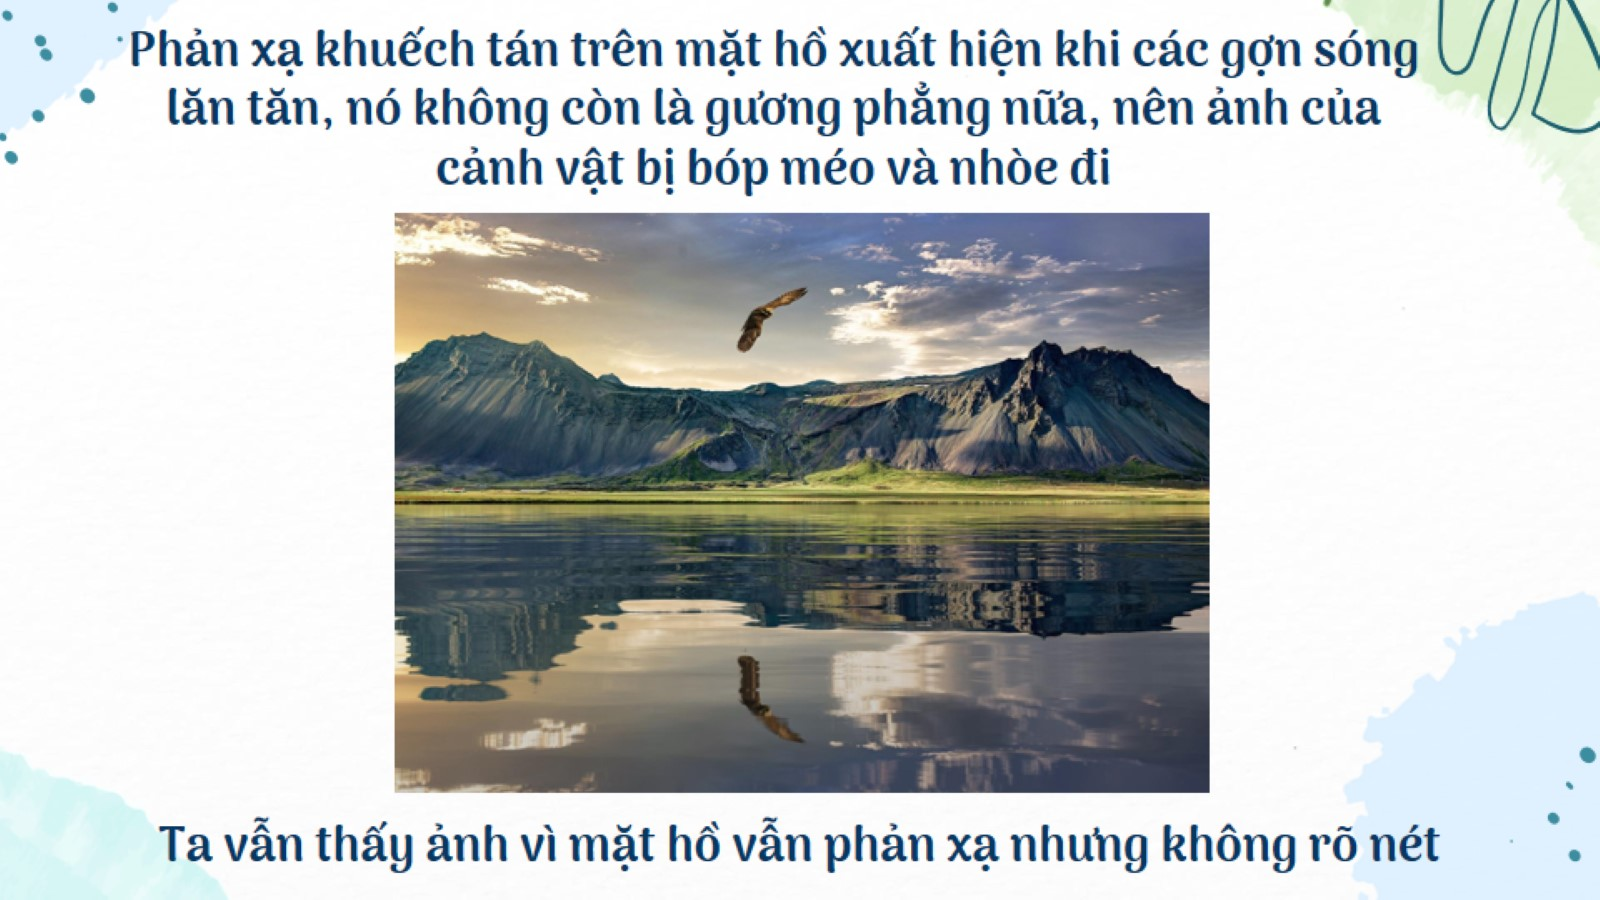 Phản xạ khuếch tán trên mặt hồ xuất hiện khi các gợn sóng
lăn tăn, nó không còn là gương phẳng nữa, nên ảnh của
cảnh vật bị bóp méo và nhòe đi
Ta vẫn thấy ảnh vì mặt hồ vẫn phản xạ nhưng không rõ nét